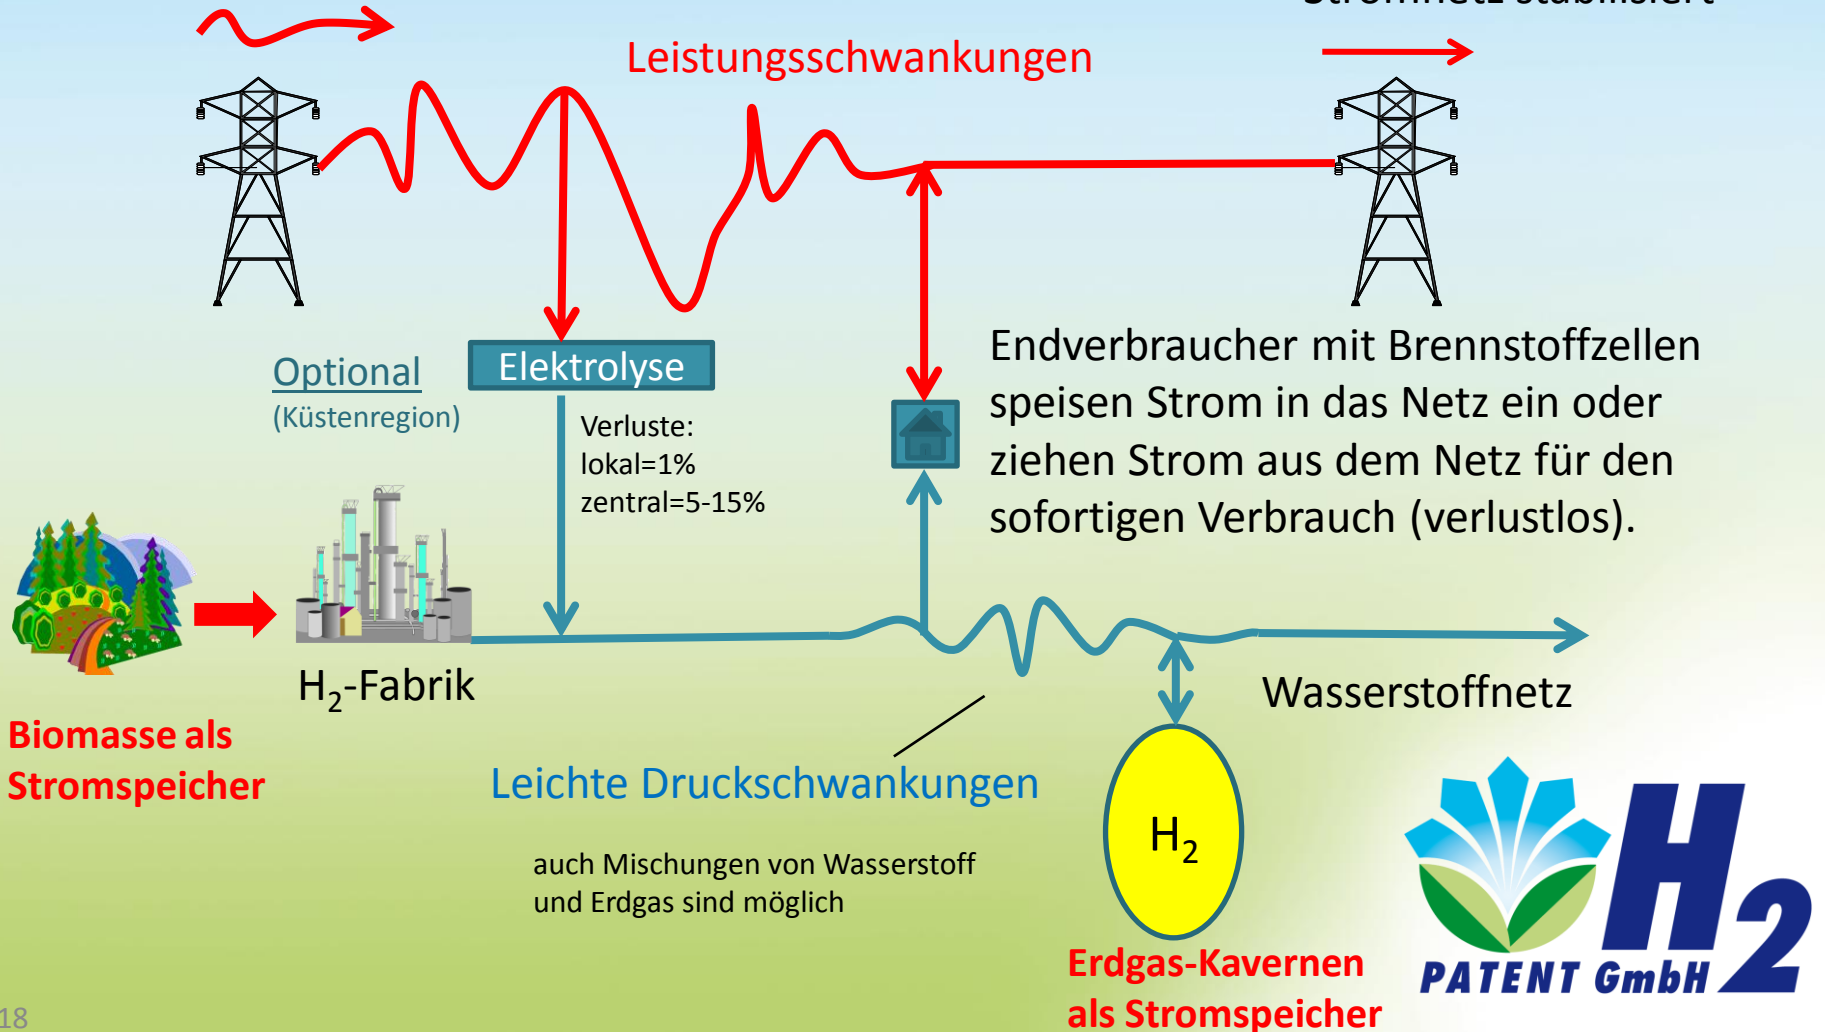 Stromnetz stabilisiert
Leistungsschwankungen
Optional
(Küstenregion)
Elektrolyse
Verluste:
lokal=1%
zentral=5-15%
Endverbraucher mit Brennstoffzellen
speisen Strom in das Netz ein oder
ziehen Strom aus dem Netz für den
sofortigen Verbrauch (verlustlos).
H₂-Fabrik
Wasserstoffnetz
Biomasse als
Stromspeicher
Leichte Druckschwankungen
auch Mischungen von Wasserstoff
und Erdgas sind möglich
H₂
Erdgas-Kavernen
als Stromspeicher
H2
PATENT GmbH
18